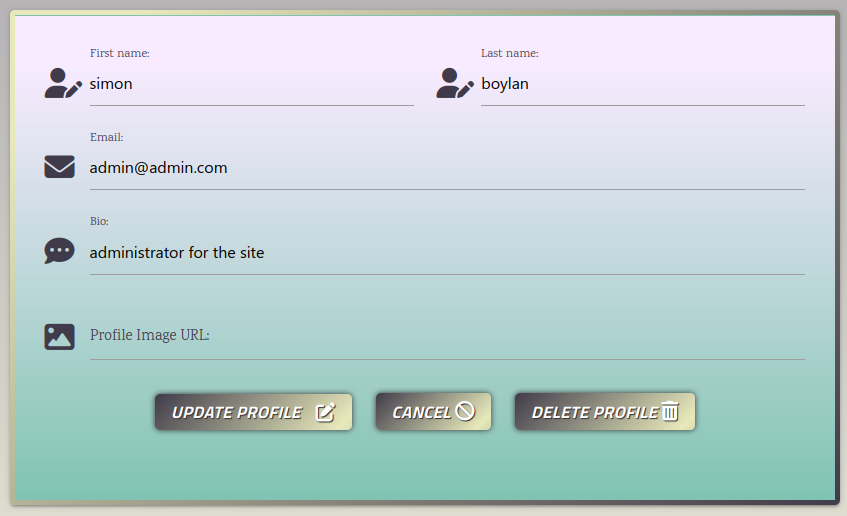 First name:
Last name:
simon
boylan
Email:
admin@admin.com
Bio:
administrator for the site
Profile Image URL:
UPDATE PROFILE
CANCEL
DELETE PROFILE